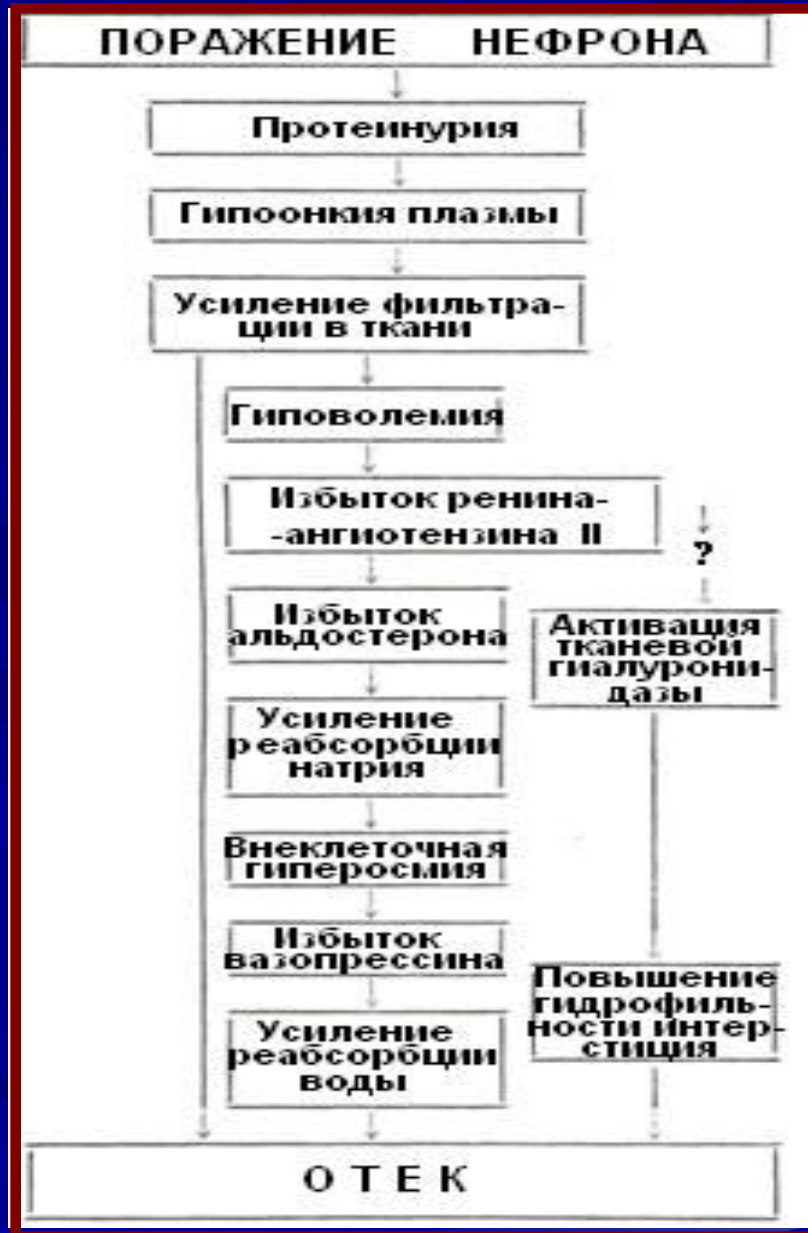 ПОРАЖЕНИЕ НЕФРОНА
Протеинурия
Гипоонкия плазмы
Усиление фильтра-
ции в ткани
Гиповолемия
Избыток ренина-
-ангиотензина II
?
Избыток
альдостерона
Активация
тканевой
гиалурони-
дазы
Усиление
реабсорбции
натрия
Внеклеточная
гиперосмия
Избыток
вазопрессина
Повышение
гидрофиль-
ности интер-
стиция
Усиление
реабсорбции
воды
ОТЕК